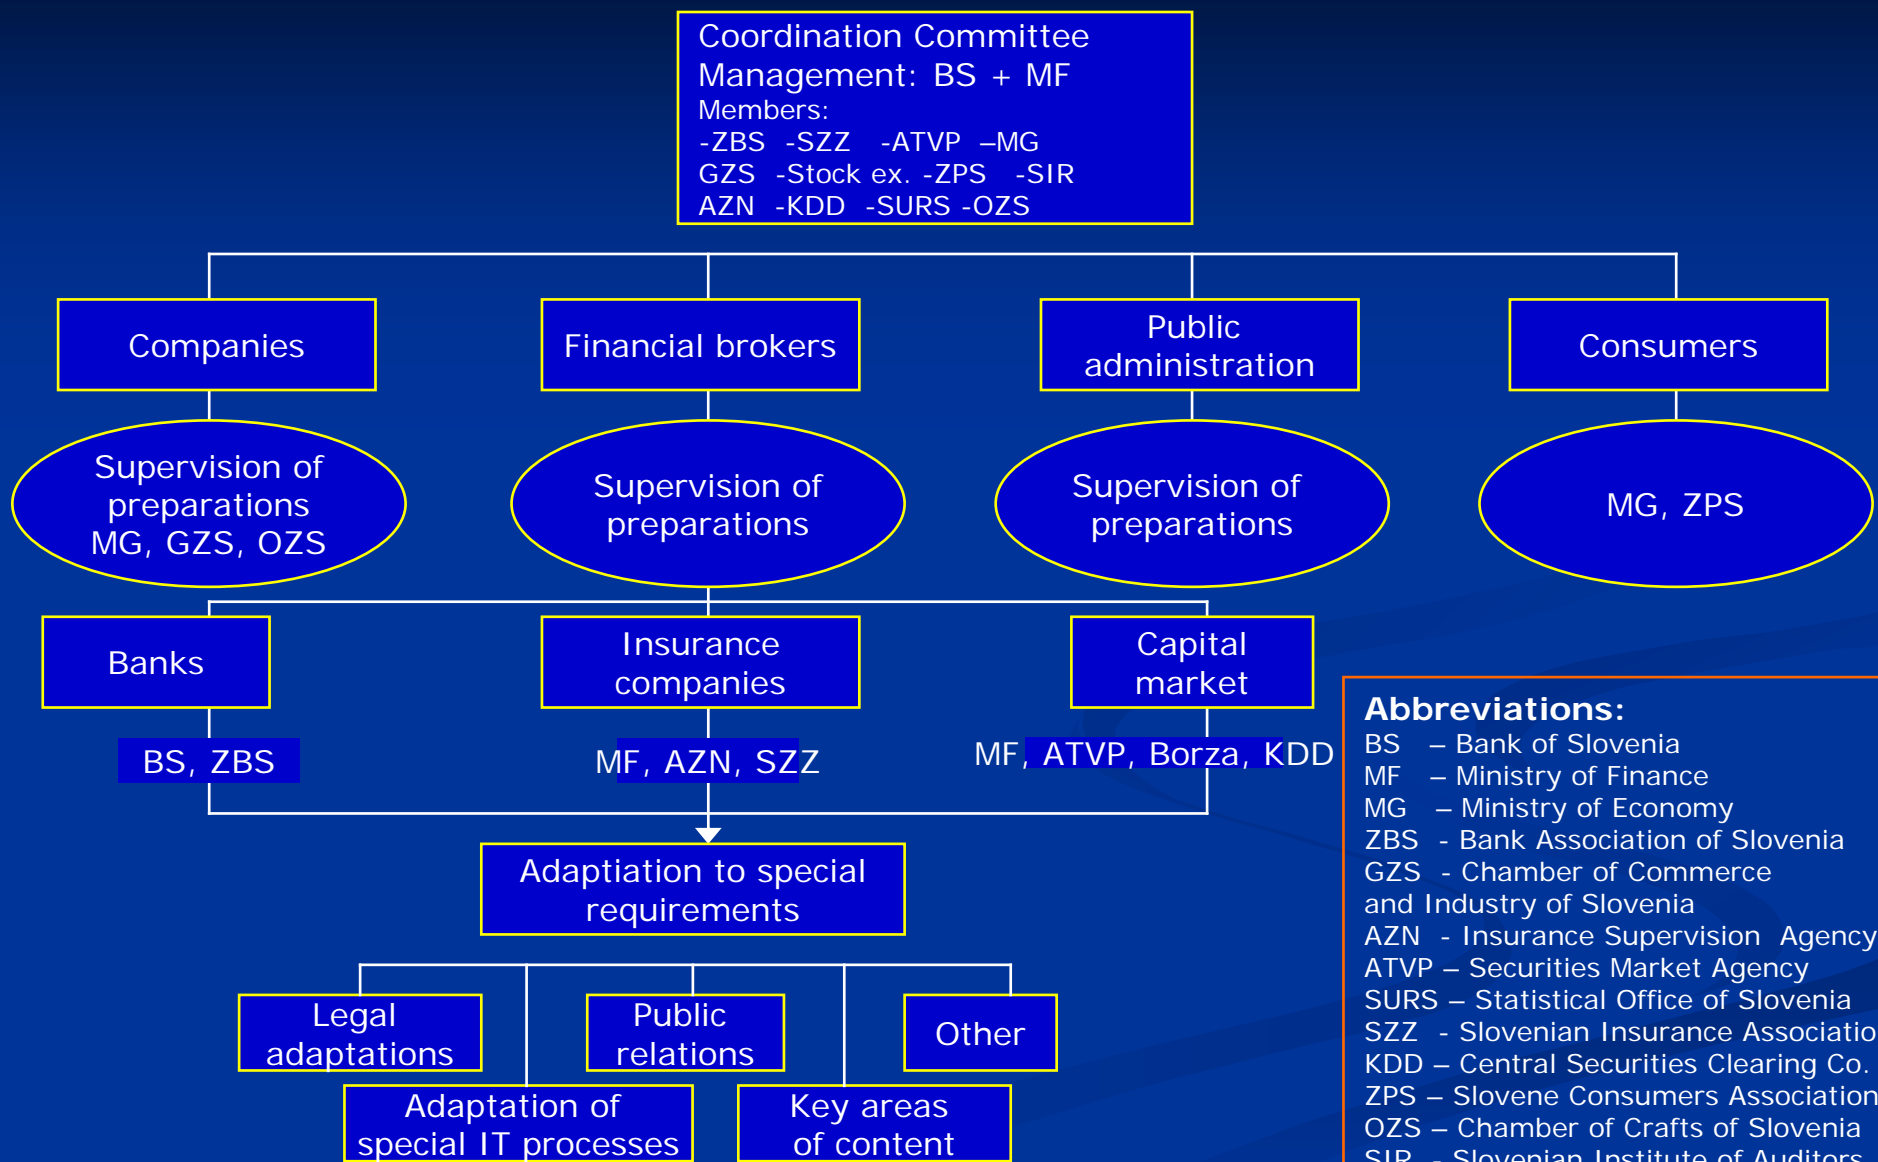 Coordination Committee
Management: BS + MF
Members:
-ZBS -SZZ -ATVP –MG
GZS -Stock ex. -ZPS -SIR
AZN -KDD -SURS -OZS
Companies
Financial brokers
Public
administration
Consumers
Supervision of
preparations
MG, GZS, OZS
Supervision of
preparations
Supervision of
preparations
MG, ZPS
Banks
Insurance
companies
Capital
market
BS, ZBS
MF, AZN, SZZ
MF, ATVP, Borza, KDD
Adaptiation to special
requirements
Legal
adaptations
Public
relations
Other
Adaptation of
special IT processes
Key areas
of content
Abbreviations:
BS – Bank of Slovenia
MF – Ministry of Finance
MG – Ministry of Economy
ZBS - Bank Association of Slovenia
GZS - Chamber of Commerce
and Industry of Slovenia
AZN - Insurance Supervision Agency
ATVP – Securities Market Agency
SURS – Statistical Office of Slovenia
SZZ - Slovenian Insurance Associatio
KDD – Central Securities Clearing Co.
ZPS – Slovene Consumers Association
OZS – Chamber of Crafts of Slovenia
SIR - Slovenian Institute of Auditors